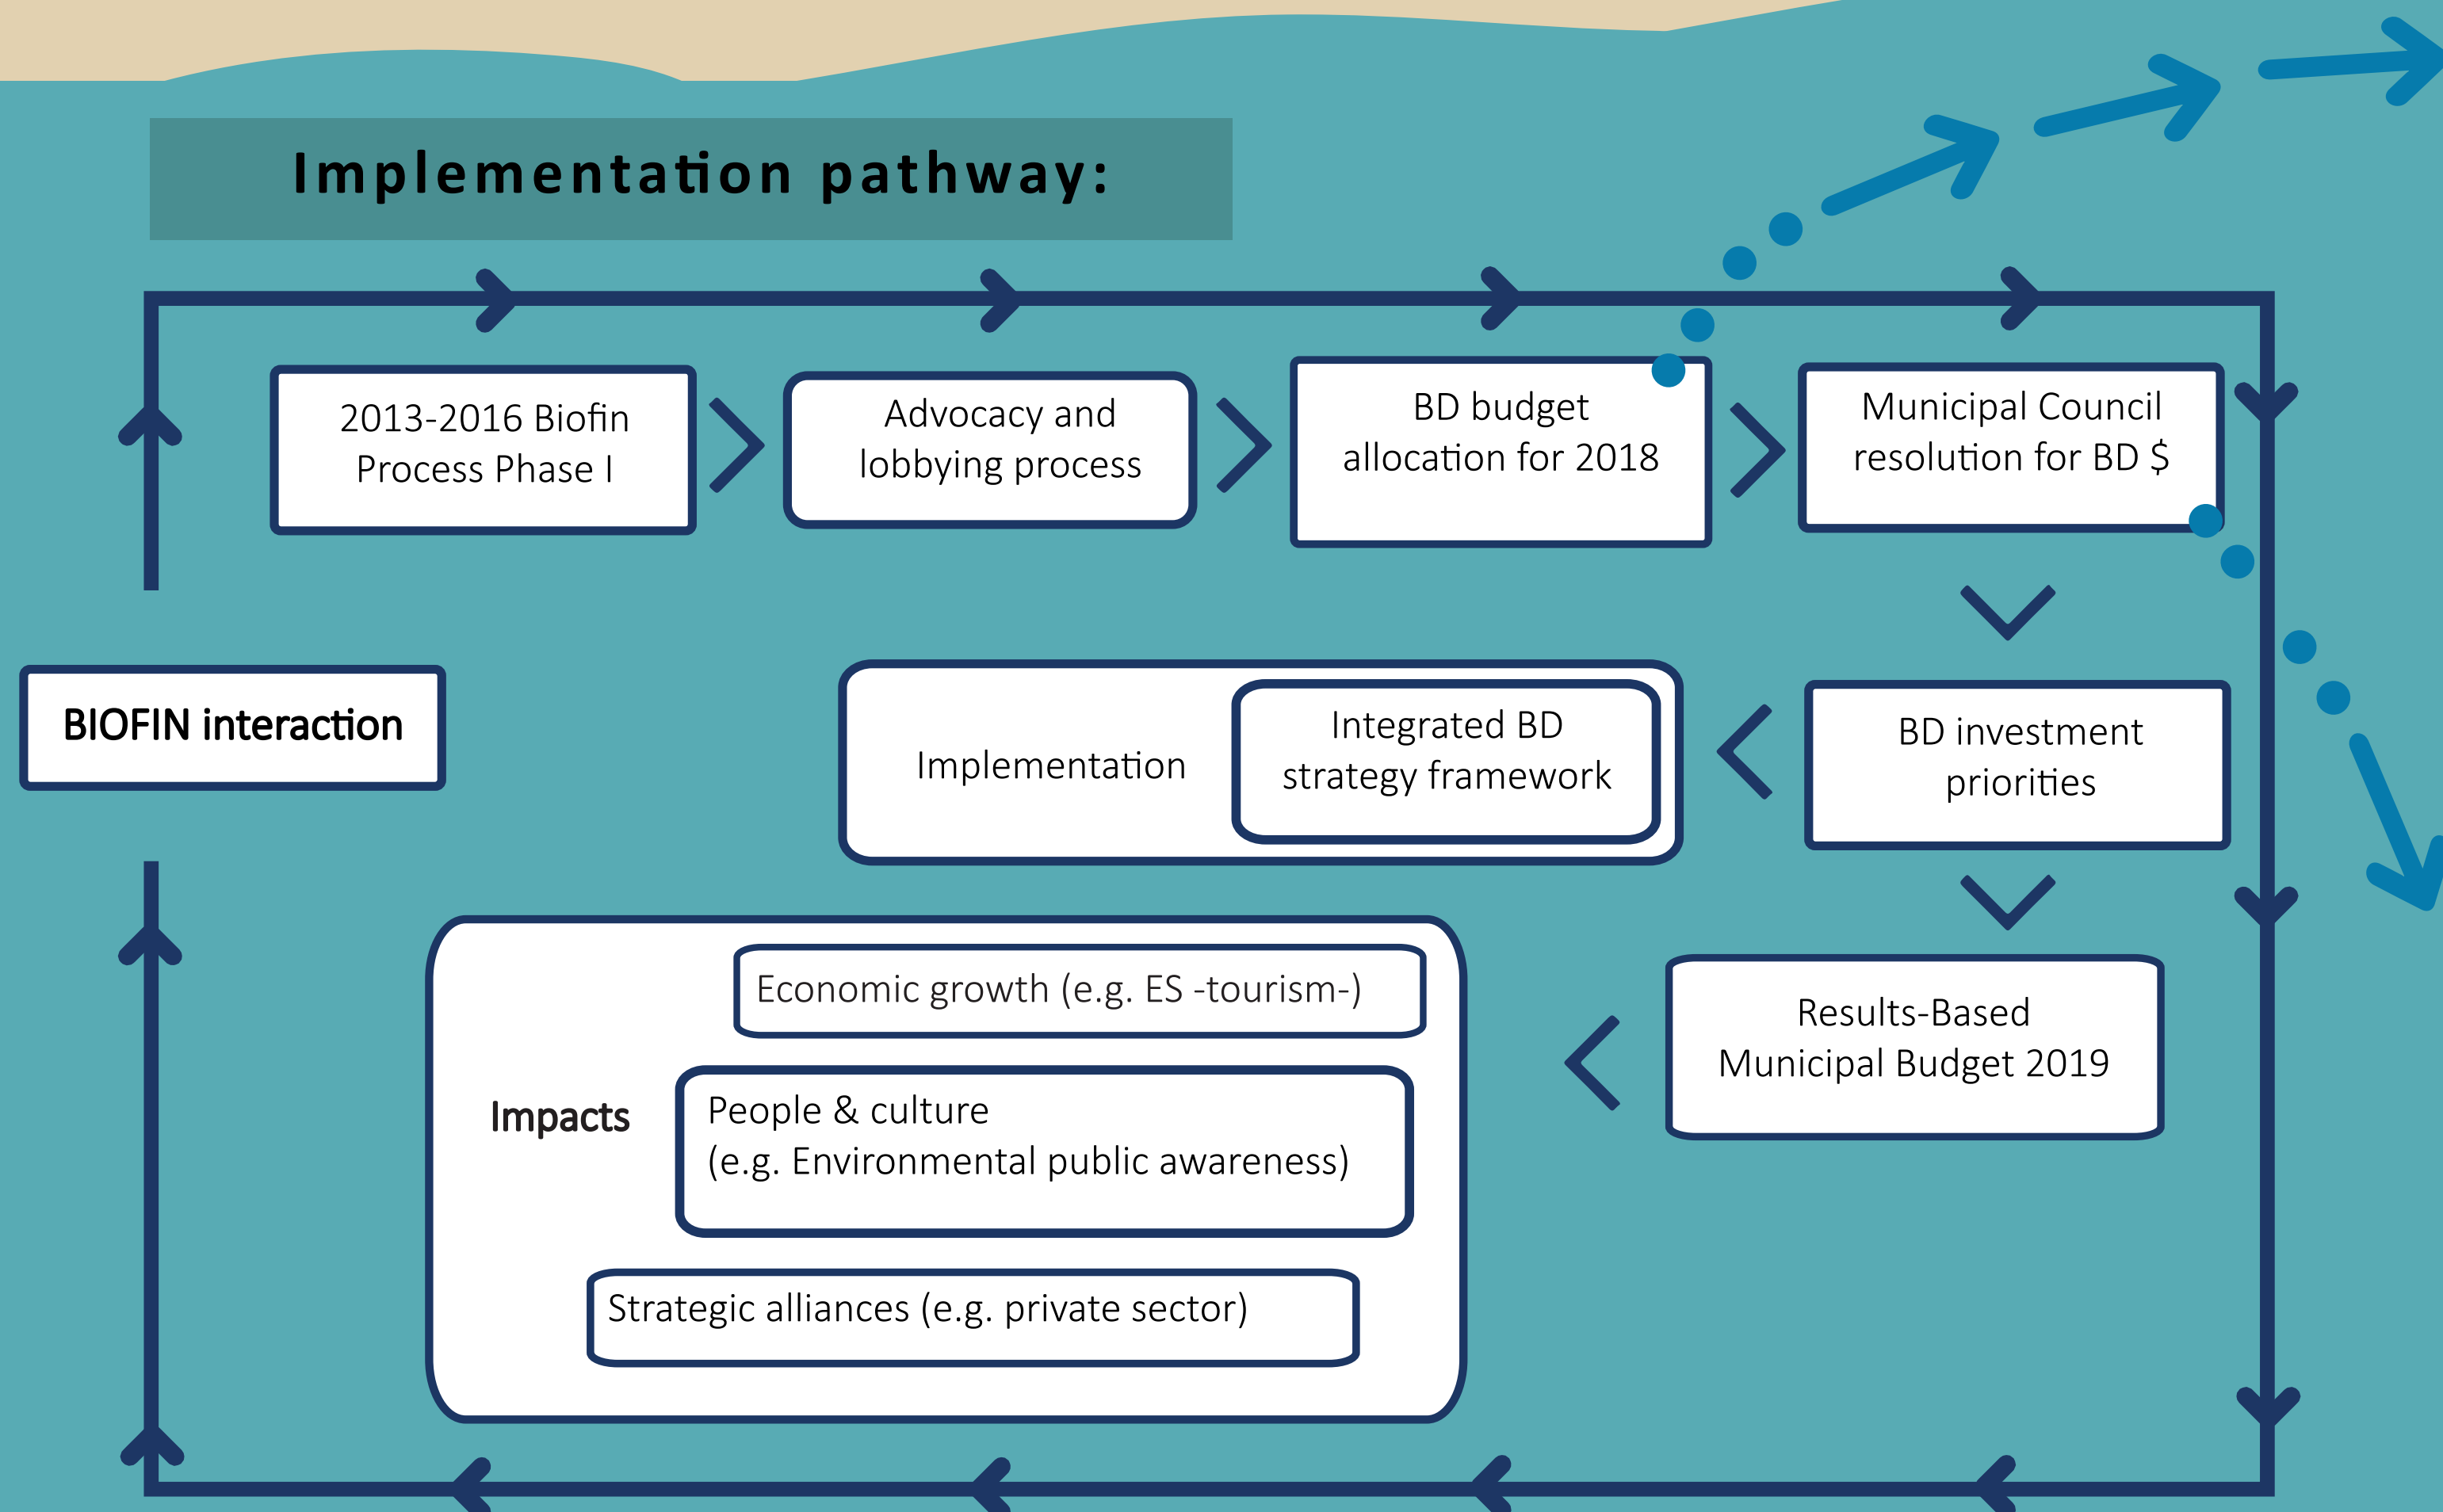 Implementation pathway:
2013-2016 Biofin
Process Phase I
Advocacy and
lobbying process
BD budget
allocation for 2018
Municipal Council
resolution for BD $
BIOFIN interaction
Implementation
Integrated BD
strategy framework
BD investment
priorities
Economic growth (e.g. ES -tourism-)
Impacts
People & culture
(e.g. Environmental public awareness)
Strategic alliances (e.g. private sector)
Results-Based
Municipal Budget 2019